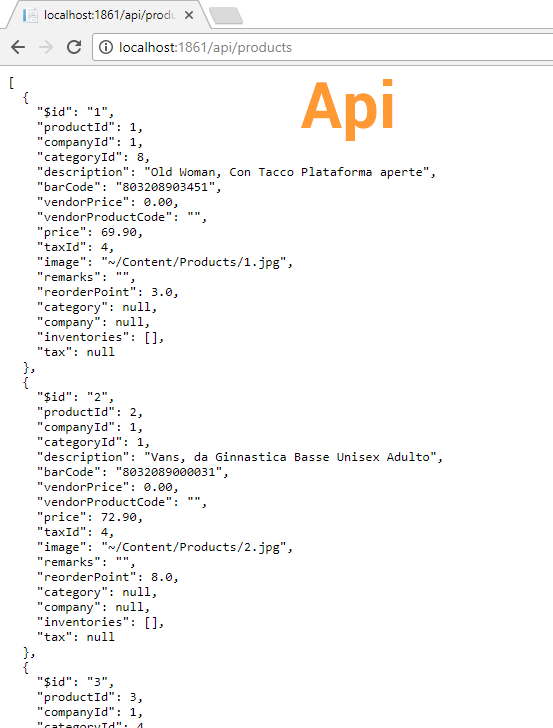 localhost:1861/api/produ
localhost:1861/api/products
Api
[
{
"$id": "1",
"productId": 1,
"companyId": 1,
"categoryId": 8,
"description": "Old Woman, Con Tacco Plataforma aperte",
"barCode": "803208903451",
"vendorPrice": 0.00,
"vendorProductCode": "",
"price": 69.90,
"taxId": 4,
"image": "~/Content/Products/1.jpg",
"remarks": "",
"reorderPoint": 3.0,
"category": null,
"company": null,
"inventories": [],
"tax": null
},
{
"$id": "2",
"productId": 2,
"companyId": 1,
"categoryId": 1,
"description": "Vans, da Ginnastica Basse Unisex Adulto",
"barCode": "8032089000031",
"vendorPrice": 0.00,
"vendorProductCode": "",
"price": 72.90,
"taxId": 4,
"image": "~/Content/Products/2.jpg",
"remarks": "",
"reorderPoint": 8.0,
"category": null,
"company": null,
"inventories": [],
"tax": null
},
{
"$id": "3",
"productId": 3,
"companyId": 1,
"categoryId": 4